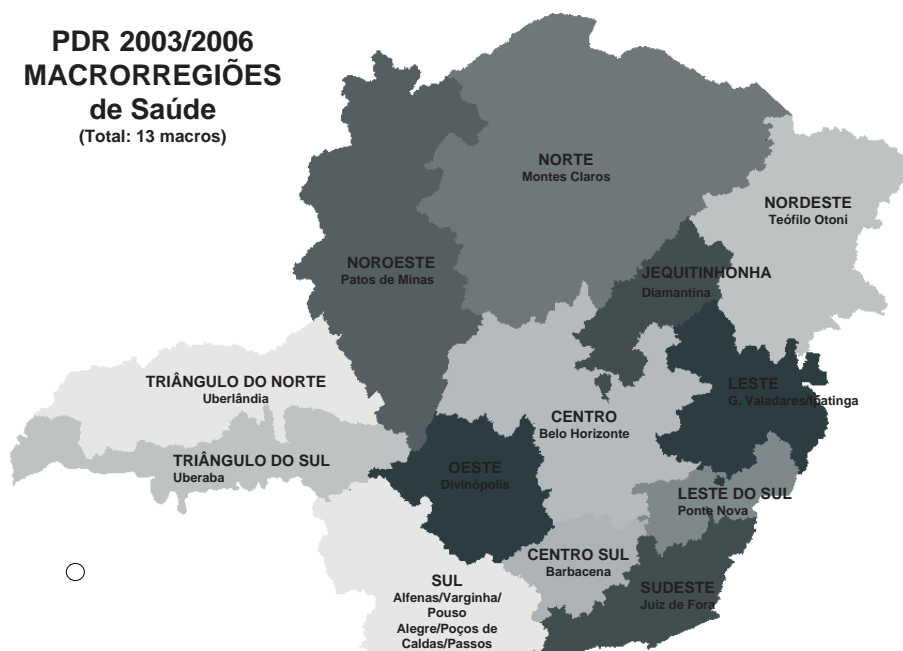 PDR 2003/2006
MACRORREGIÕES
de Saúde
(Total: 13 macros)
NORTE
Montes Claros
NORDESTE
Teófilo Otoni
NOROESTE
Patos de Minas
JEQUITINHONHA
Diamantina
TRIÂNGULO DO NORTE
Uberlândia
LESTE
G. Valadares/Ipatinga
CENTRO
Belo Horizonte
TRIÂNGULO DO SUL
Uberaba
OESTE
Divinópolis
LESTE DO SUL
Ponte Nova
CENTRO SUL
Barbacena
SUDESTE
Juiz de Fora
SUL
Alfenas/Varginha/
Pouso
Alegre/Poços de
Caldas/Passos